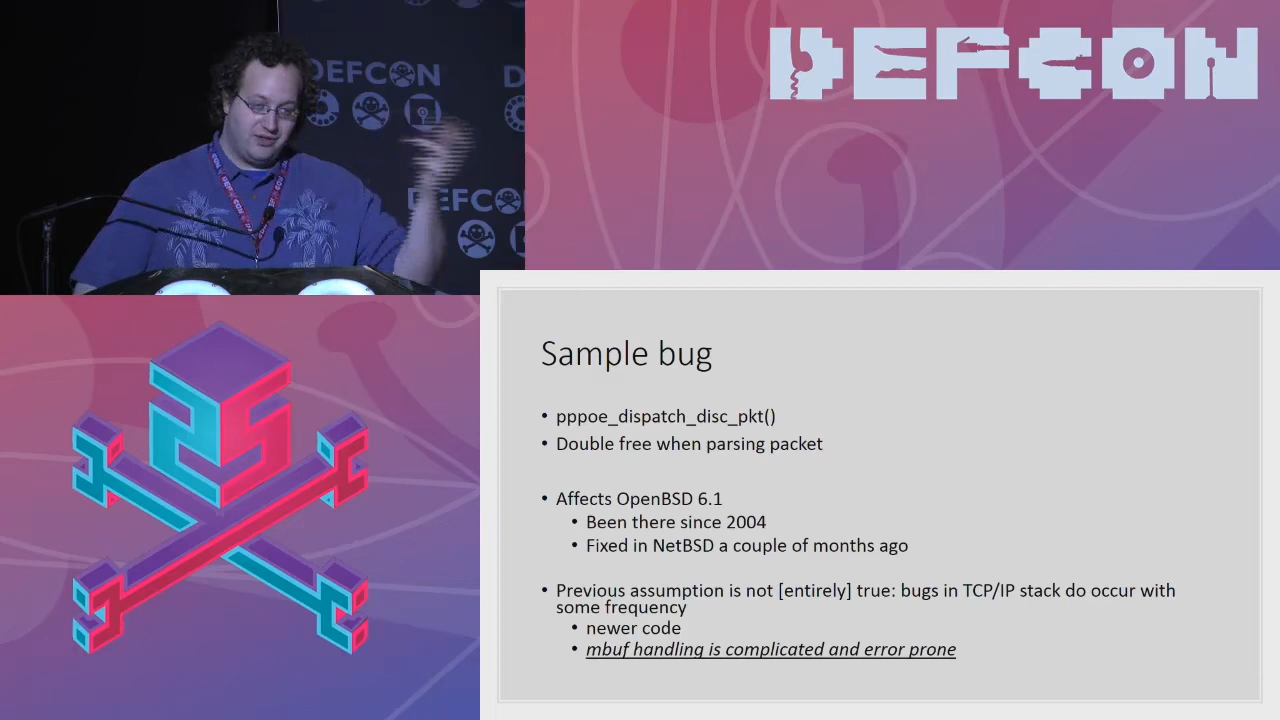 DEFCON
DEFCON
D
DEFCON
Sample bug
• pppoe_dispatch_disc_pkt()
• Double free when parsing packet
• Affects OpenBSD 6.1
• Been there since 2004
• Fixed in NetBSD a couple of months ago
• Previous assumption is not [entirely] true: bugs in TCP/IP stack do occur with
some frequency
• newer code
• mbuf handling is complicated and error prone